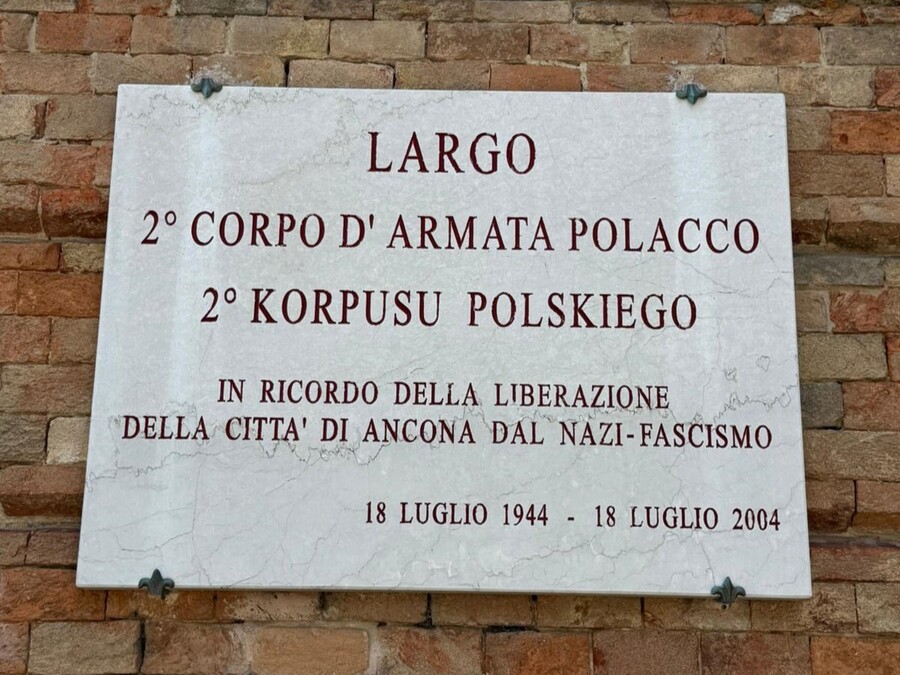 LARGO
2° CORPO D' ARMATA POLACCO
2° KORPUSU POLSKIEGO
IN RICORDO DELLA LIBERAZIONE
DELLA CITTA' DI ANCONA DAL NAZI-FASCISMO
18 LUGLIO 1944 - 18 LUGLIO 2004